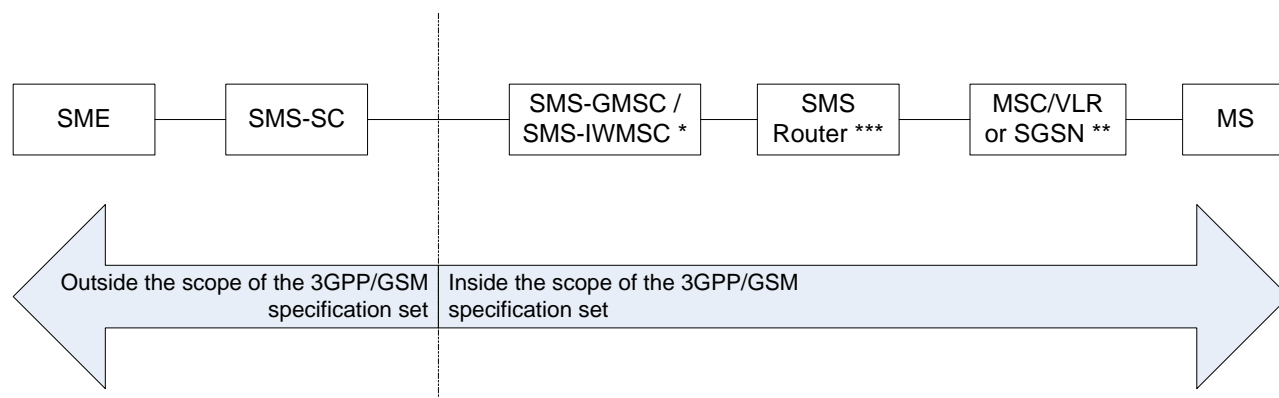 SME
SMS-SC
SMS-GMSC /
SMS-IWMSC *
SMS
Router ***
MSC/VLR
or SGSN **
MS
Outside the scope of the 3GPP/GSM
specification set
Inside the scope of the 3GPP/GSM
specification set